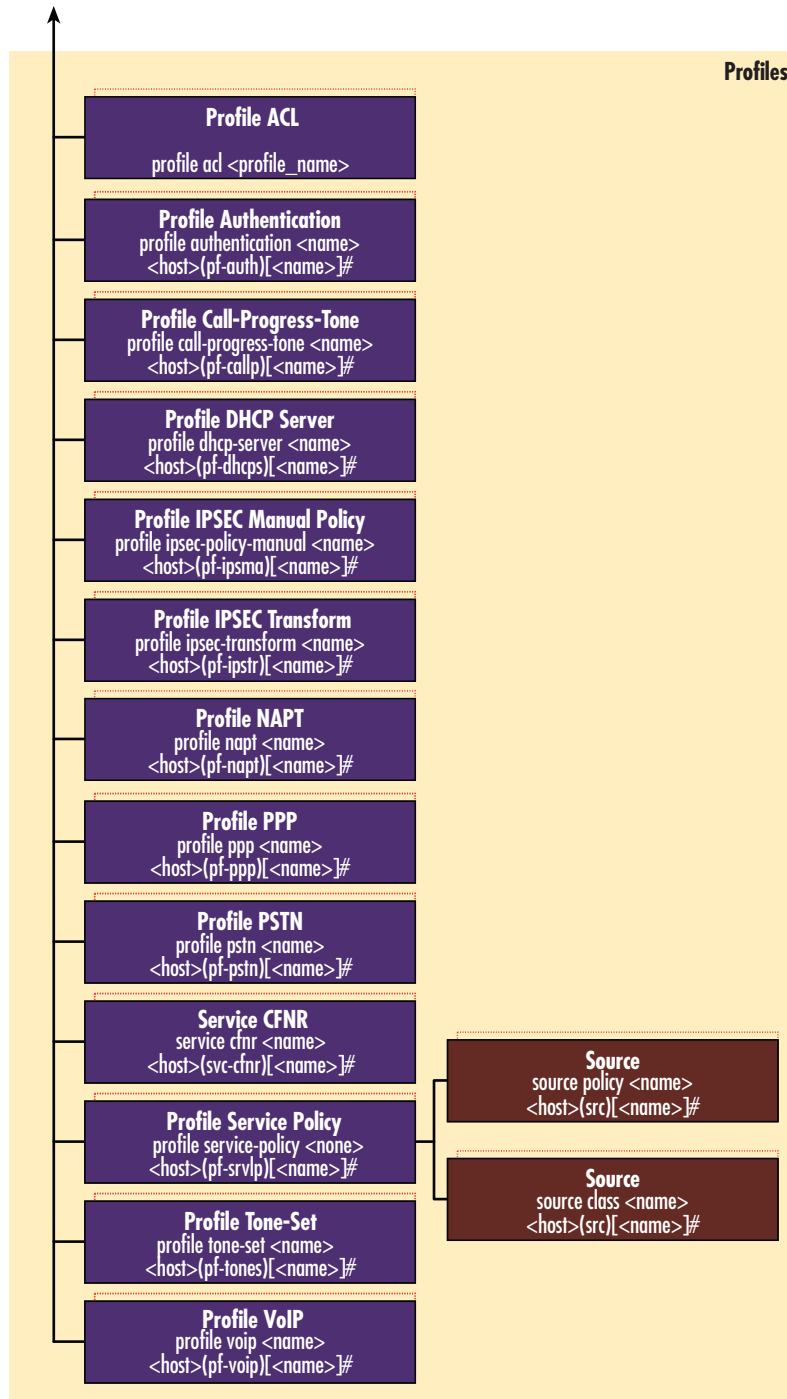 Profiles
Profile ACL
profile acl <profile_name>
Profile Authentication
profile authentication <name>
<host>(pf-auth)[<name>]#
Profile Call-Progress-Tone
profile call-progress-tone <name>
<host>(pf-callp)[<name>]#
Profile DHCP Server
profile dhcp-server <name>
<host>(pf-dhcps)[<name>]#
Profile IPSEC Manual Policy
profile ipsec-policy-manual <name>
<host>(pf-ipsma)[<name>]#
Profile IPSEC Transform
profile ipsec-transform <name>
<host>(pf-ipstr)[<name>]#
Profile NAPT
profile napt <name>
<host>(pf-napt)[<name>]#
Profile PPP
profile ppp <name>
<host>(pf-ppp)[<name>]#
Profile PSTN
profile pstn <name>
<host>(pf-pstn)[<name>]#
Service CFNR
service cfnr <name>
<host>(svc-cfnr)[<name>]#
Profile Service Policy
profile service-policy <none>
<host>(pf-srvlp)[<name>]#
Source
source policy <name>
<host>(src)[<name>]#
Source
source class <name>
<host>(src)[<name>]#
Profile Tone-Set
profile tone-set <name>
<host>(pf-tones)[<name>]#
Profile VoIP
profile voip <name>
<host>(pf-voip)[<name>]#